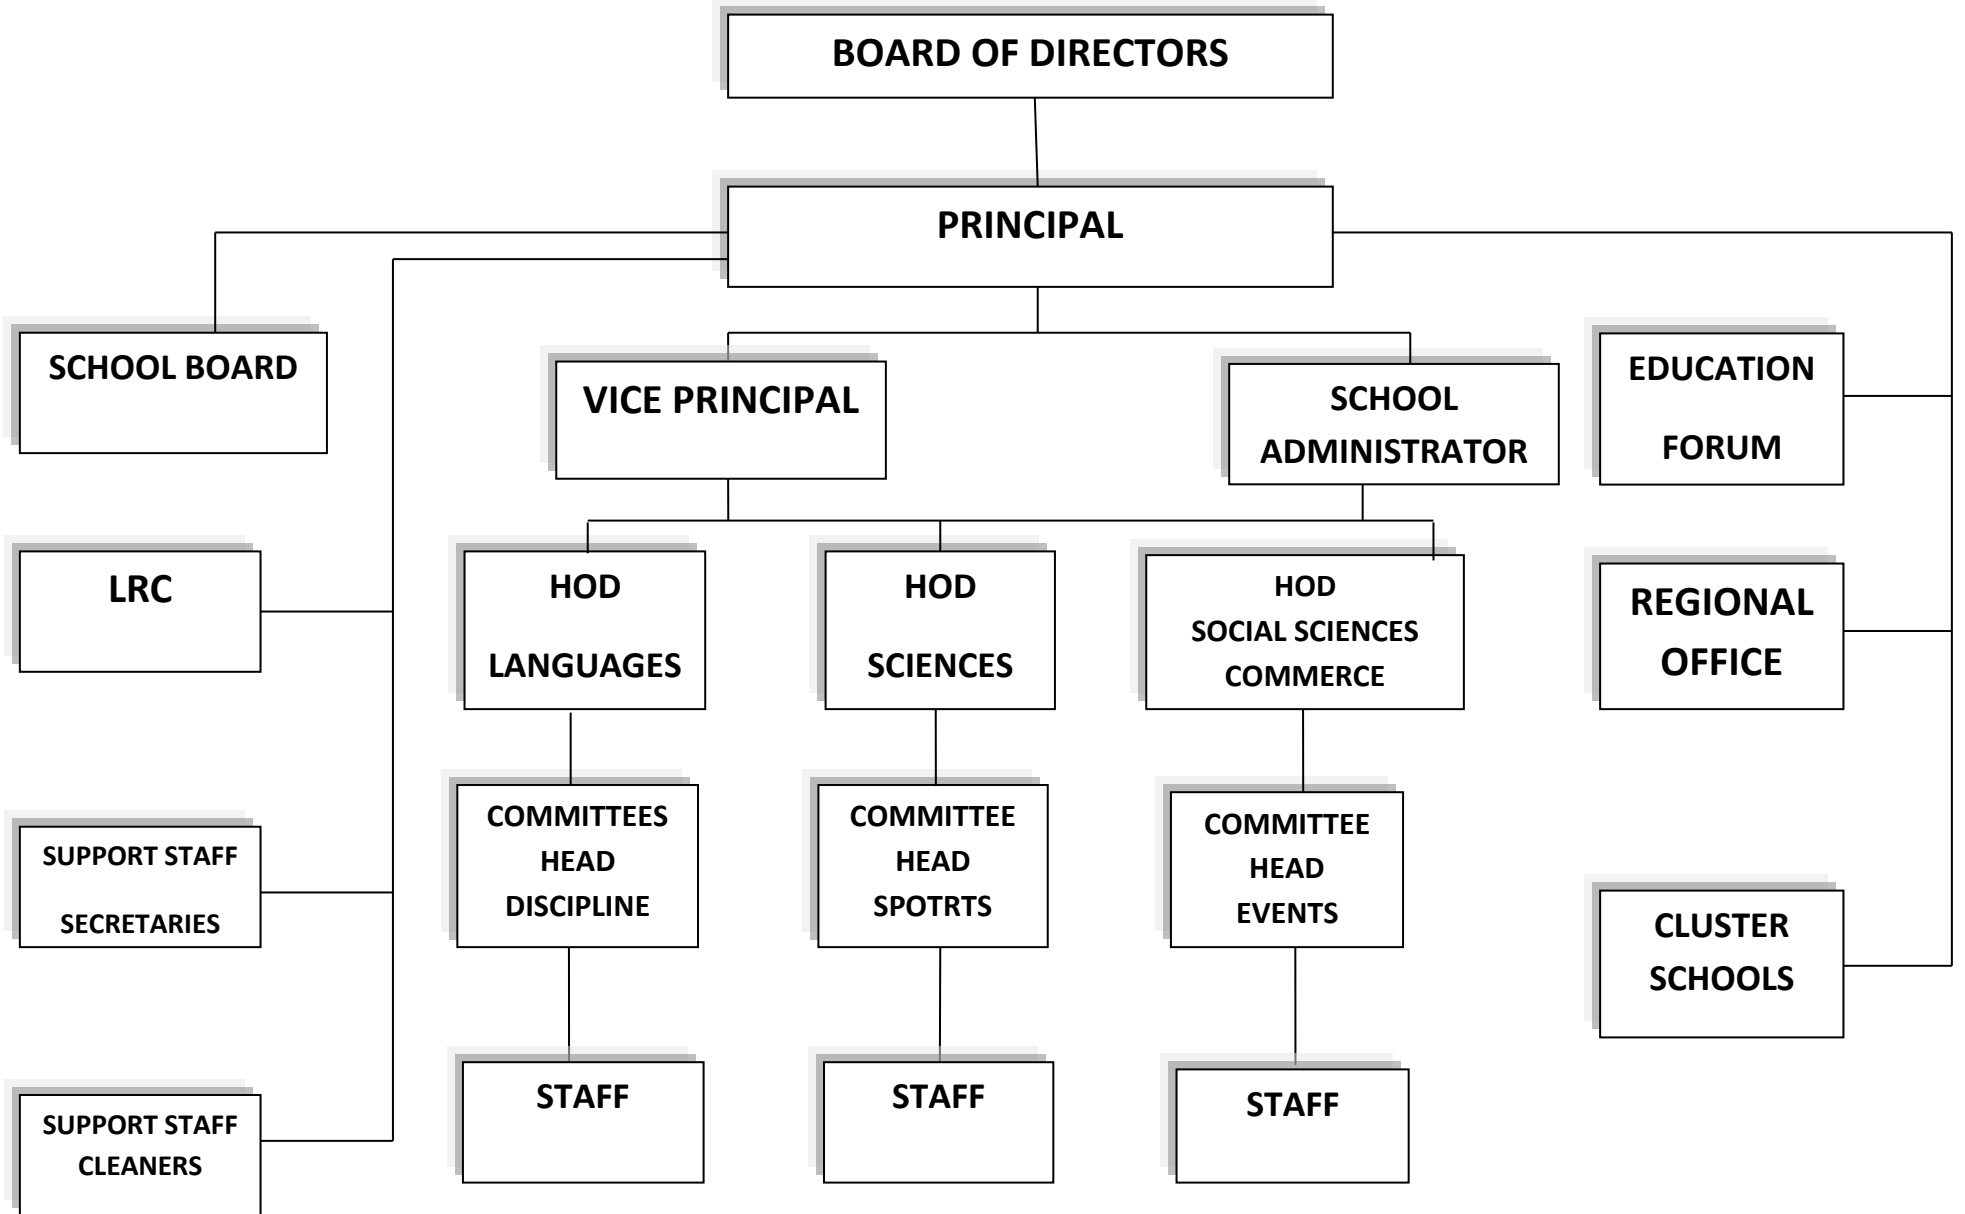 BOARD OF DIRECTORS
PRINCIPAL
SCHOOL BOARD
VICE PRINCIPAL
SCHOOL
ADMINISTRATOR
EDUCATION
FORUM
LRC
HOD
LANGUAGES
HOD
SCIENCES
HOD
SOCIAL SCIENCES
COMMERCE
REGIONAL
OFFICE
SUPPORT STAFF
SECRETARIES
COMMITTEES
HEAD
DISCIPLINE
COMMITTEE
HEAD
SPOTRTS
COMMITTEE
HEAD
EVENTS
CLUSTER
SCHOOLS
SUPPORT STAFF
CLEANERS
STAFF
STAFF
STAFF